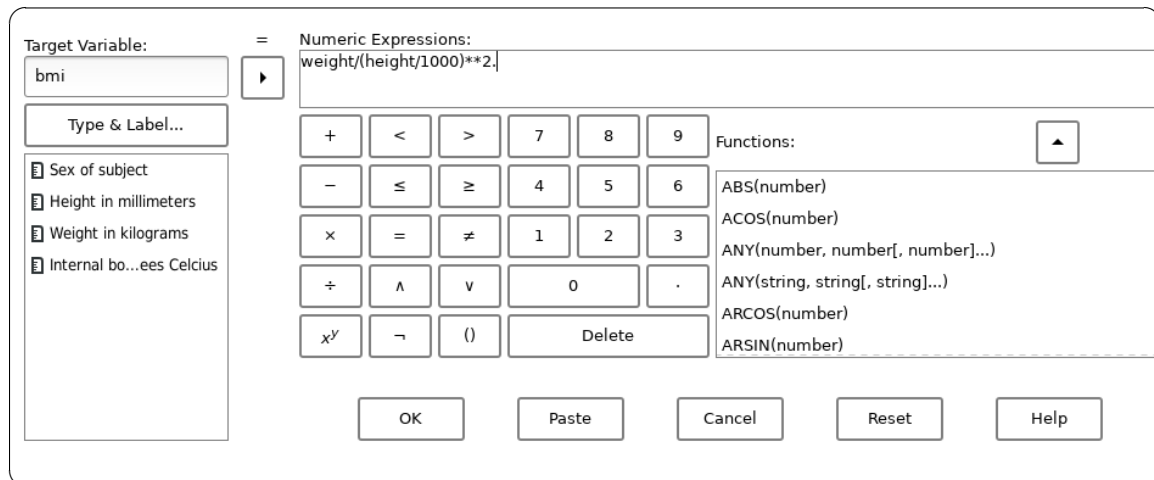 Target Variable:
=
Numeric Expressions:
bmi
weight/(height/1000)**2.
Type & Label...
Sex of subject
Height in millimeters
Weight in kilograms
Internal bo...ees Celcius
+ < > 7 8 9
− ≤ ≥ 4 5 6
× = ≠ 1 2 3
÷ ∧ ∨ 0 .
xʸ ¬ () Delete
Functions:
ABS(number)
ACOS(number)
ANY(number, number[, number]...)
ANY(string, string[, string]...)
ARCOS(number)
ARSIN(number)
OK Paste Cancel Reset Help